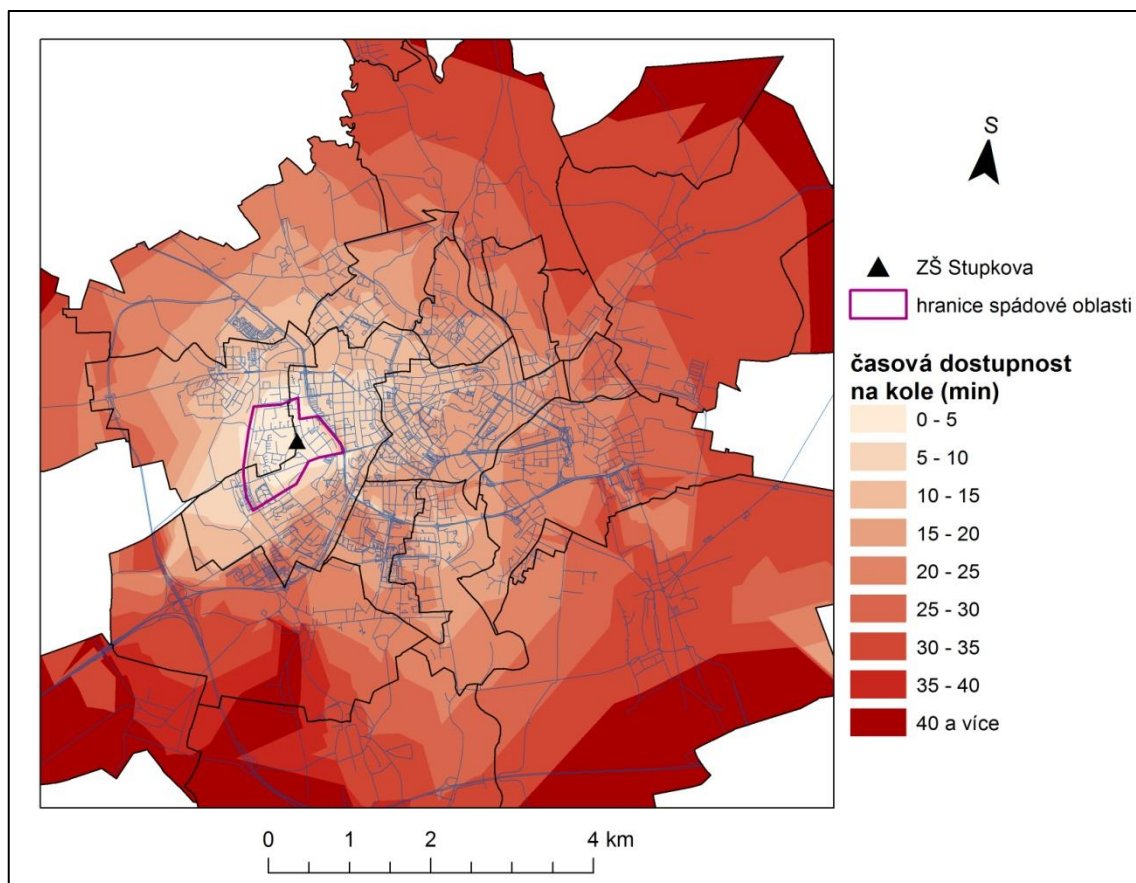 S
ZŠ Stupkova
hranice spádové oblasti
časová dostupnost
na kole (min)
0 - 5
5 - 10
10 - 15
15 - 20
20 - 25
25 - 30
30 - 35
35 - 40
40 a více
0 1 2 4 km